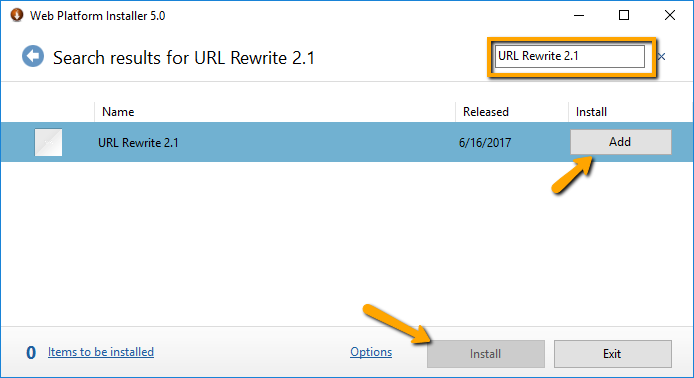 Web Platform Installer 5.0
Search results for URL Rewrite 2.1
URL Rewrite 2.1
Name Released Install
URL Rewrite 2.1 6/16/2017 Add
0 Items to be installed Options Install Exit